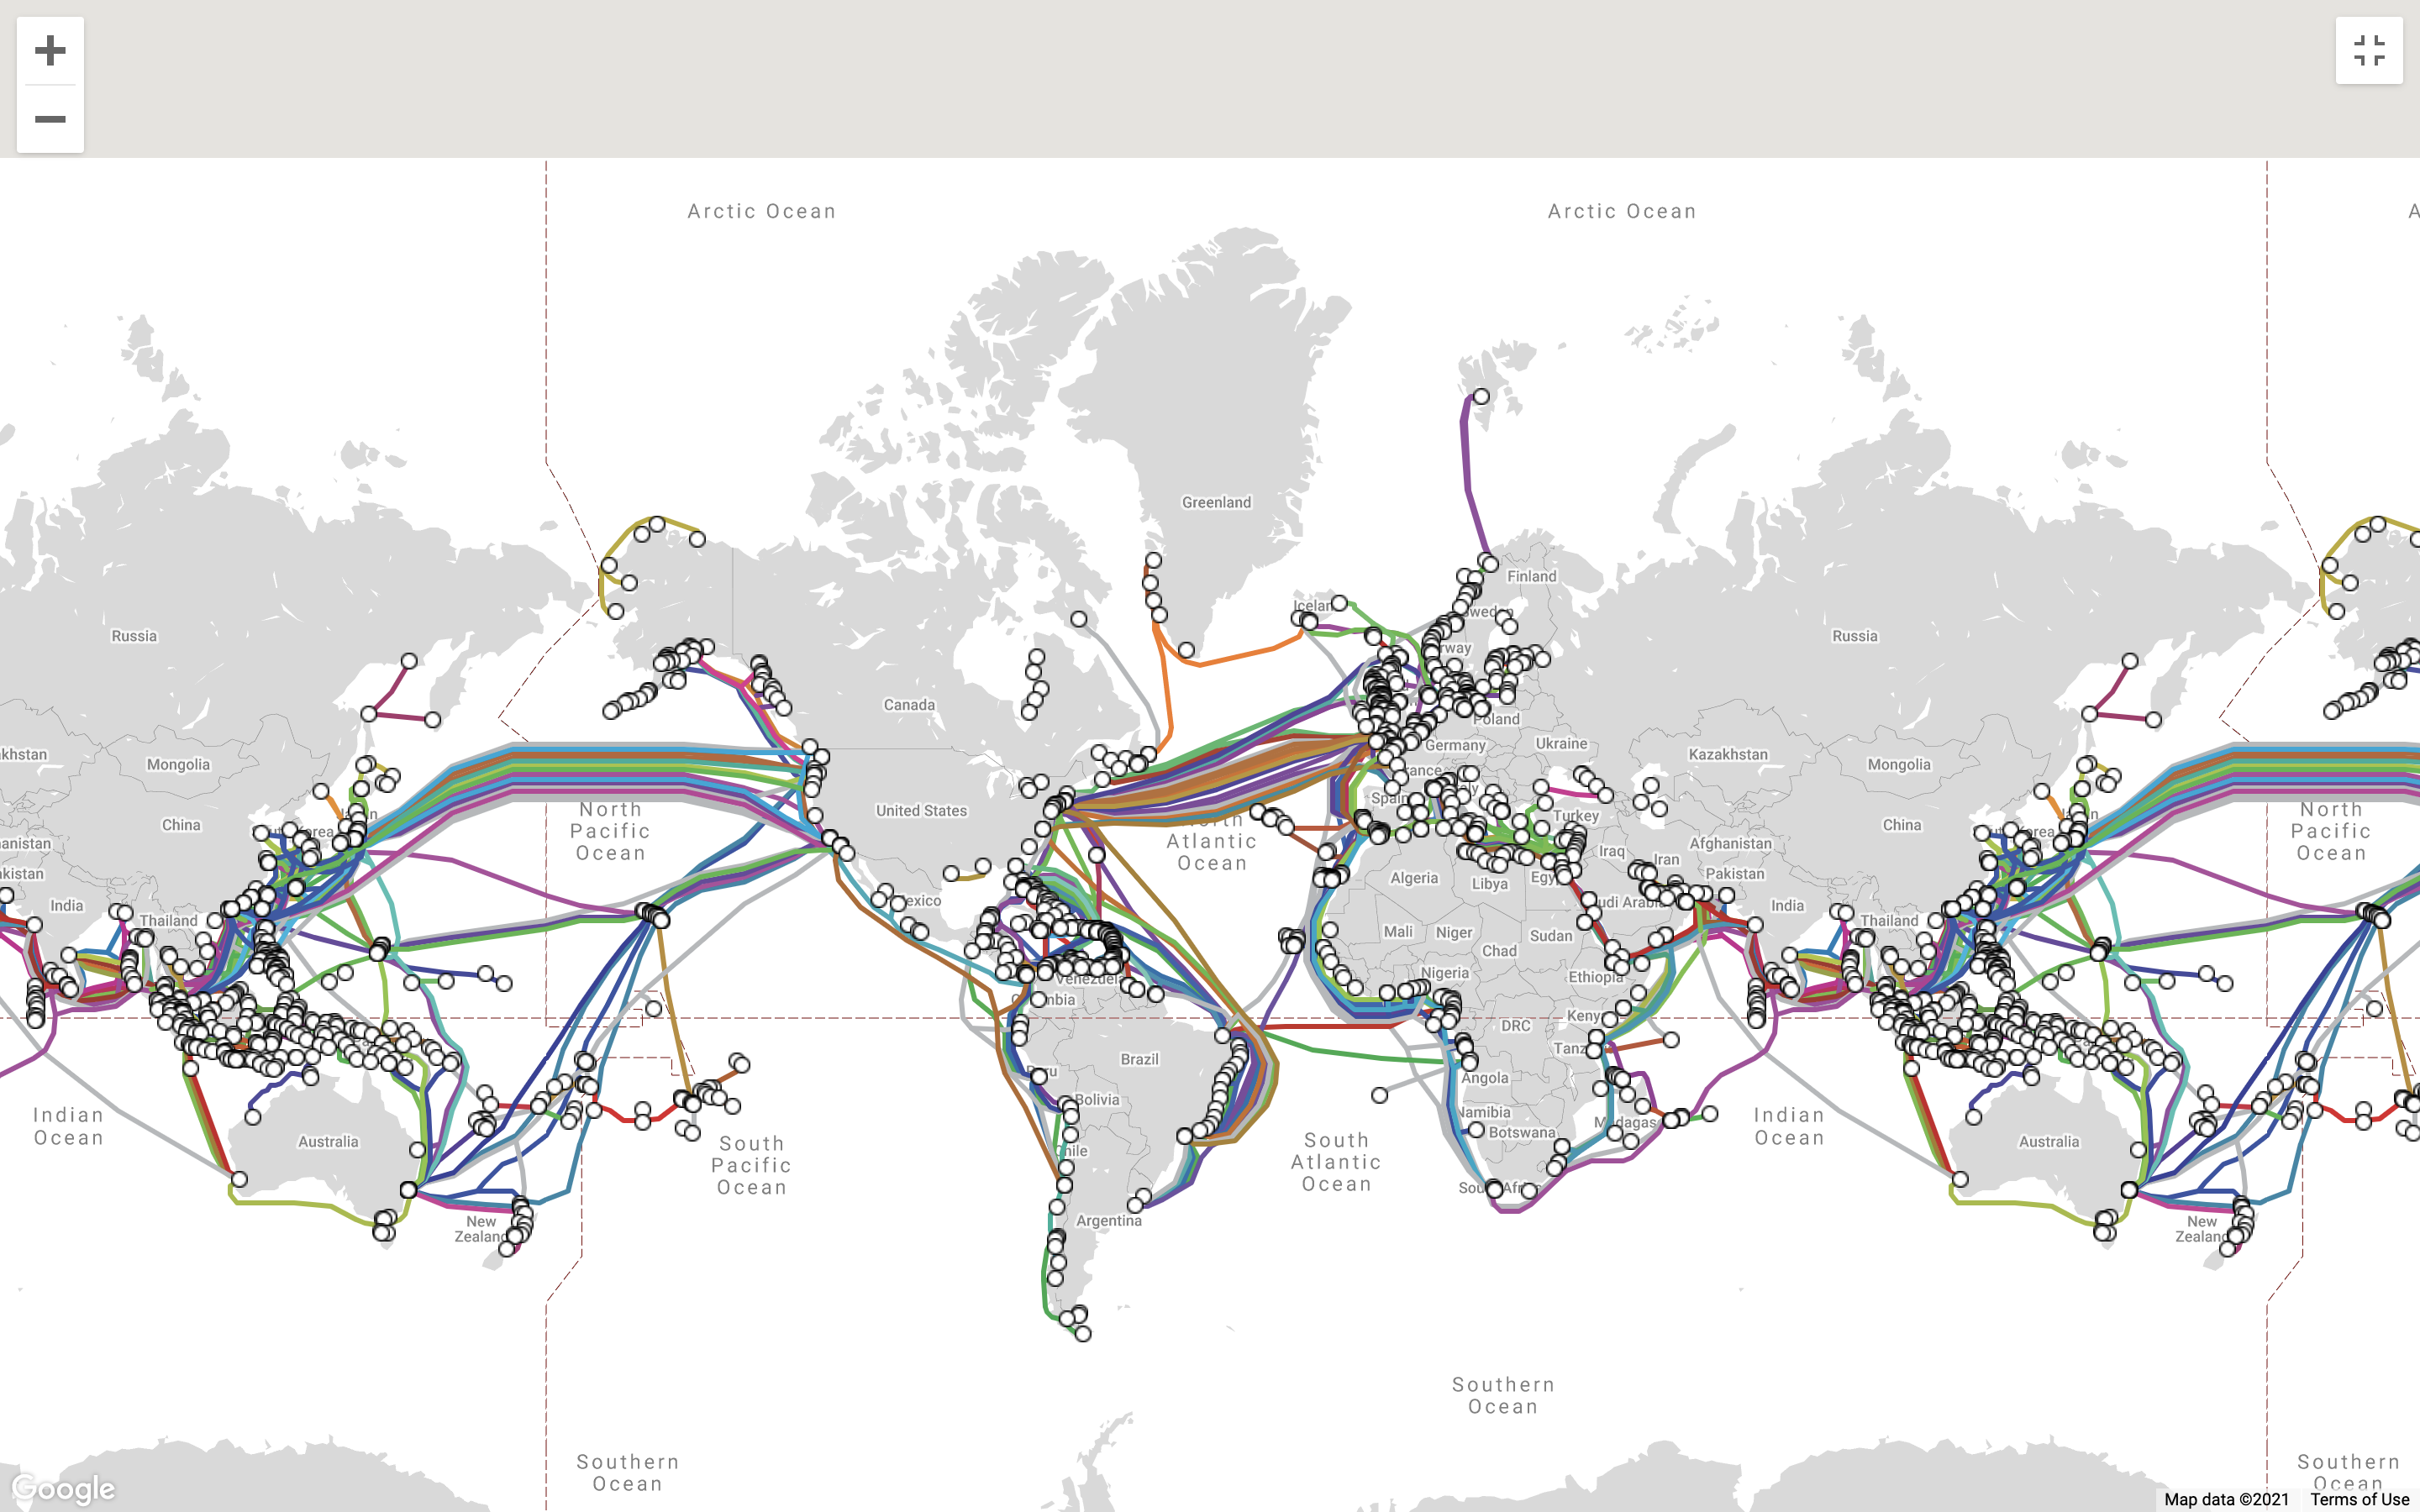 Arctic Ocean
Arctic Ocean
A
Greenland
Finland
Iceland
Sweden
Russia
Russia
Norway
Canada
Poland
Kazakhstan
Mongolia
Germany
Ukraine
Kazakhstan
Mongolia
France
United States
North
Pacific
Ocean
Spain
Italy
Turkey
North
Pacific
Ocean
China
South Korea
Japan
North
Atlantic
Ocean
China
South Korea
Japan
Afghanistan
Iraq
Iran
Afghanistan
Pakistan
Algeria
Libya
Egypt
Pakistan
India
Mexico
Saudi Arabia
India
Thailand
Mali
Niger
Chad
Sudan
Thailand
Venezuela
Nigeria
Ethiopia
Colombia
DRC
Kenya
Brazil
Tanzania
Peru
Angola
Bolivia
Indian
Ocean
Namibia
Botswana
Madagascar
Indian
Ocean
Australia
South
Pacific
Ocean
Chile
South
Atlantic
Ocean
Australia
South Africa
Argentina
New
Zealand
New
Zealand
Southern
Ocean
Southern
Ocean
Southern
Ocean
Google
Map data ©2021
Terms of Use